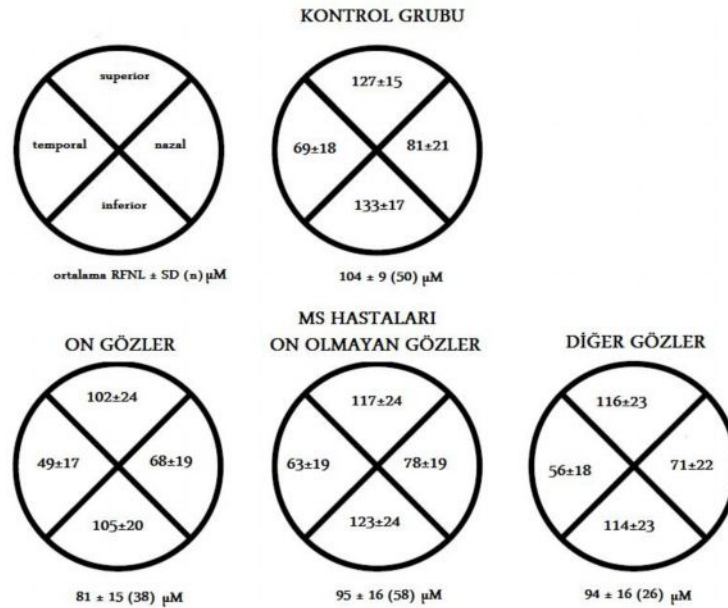 KONTROL GRUBU
superior
temporal
nazal
inferior
ortalama RFNL ± SD (n) µM
127±15
69±18
81±21
133±17
104 ± 9 (50) µM
MS HASTALARI
ON GÖZLER
102±24
49±17
68±19
105±20
81 ± 15 (38) µM
ON OLMAYAN GÖZLER
117±24
63±19
78±19
123±24
95 ± 16 (58) µM
DİĞER GÖZLER
116±23
56±18
71±22
114±23
94 ± 16 (26) µM